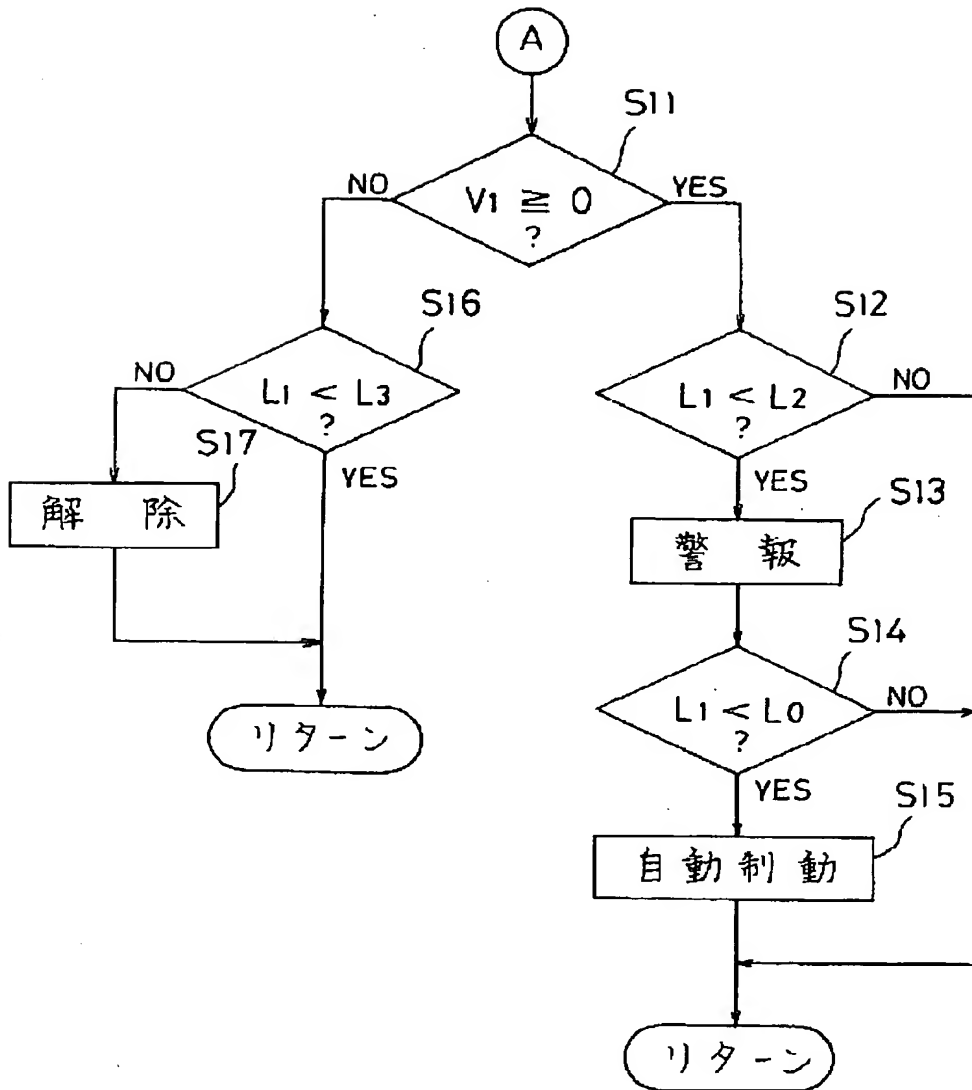 A
S11
NO
V1 ≧ 0
?
YES
S16
NO
L1 < L3
?
YES
S12
L1 < L2
?
NO
YES
S17
解 除
S13
警 報
S14
L1 < L0
?
NO
YES
リターン
S15
自動制動
リターン